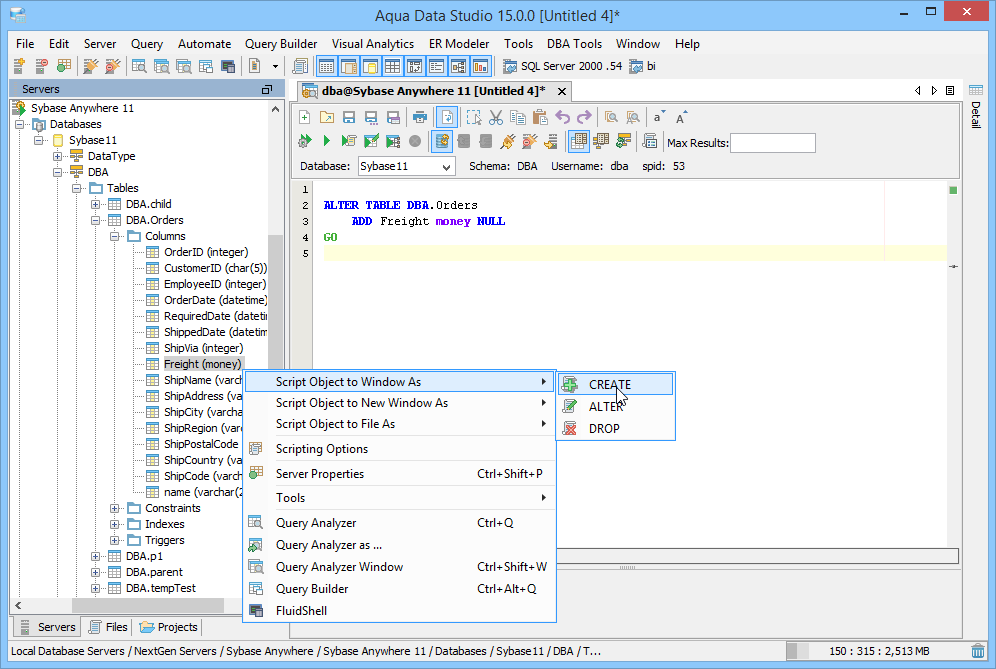 Aqua Data Studio 15.0.0 [Untitled 4]*
File Edit Server Query Automate Query Builder Visual Analytics ER Modeler Tools DBA Tools Window Help
SQL Server 2000 .54 bi
Servers
dba@Sybase Anywhere 11 [Untitled 4]*
Detail
Sybase Anywhere 11
Databases
Sybase11
DataType
DBA
Tables
DBA.child
DBA.Orders
Columns
OrderID (integer)
CustomerID (char(5))
EmployeeID (integer)
OrderDate (datetime)
RequiredDate (dateti
ShippedDate (datetim
ShipVia (integer)
Freight (money)
ShipName (varch
ShipAddress (va
ShipCity (varcha
ShipRegion (varc
ShipPostalCode
ShipCountry (va
ShipCode (varch
name (varchar(2
Constraints
Indexes
Triggers
DBA.p1
DBA.parent
DBA.tempTest
Max Results:
Database: Sybase11 Schema: DBA Username: dba spid: 53
1
2 ALTER TABLE DBA.Orders
3 ADD Freight money NULL
4 GO
5
Script Object to Window As
Script Object to New Window As
Script Object to File As
Scripting Options
Server Properties Ctrl+Shift+P
Tools
Query Analyzer Ctrl+Q
Query Analyzer as ...
Query Analyzer Window Ctrl+Shift+W
Query Builder Ctrl+Alt+Q
FluidShell
CREATE
ALTER
DROP
Servers Files Projects
Local Database Servers / NextGen Servers / Sybase Anywhere / Sybase Anywhere 11 / Databases / Sybase11 / DBA / T...
150 : 315 : 2,513 MB